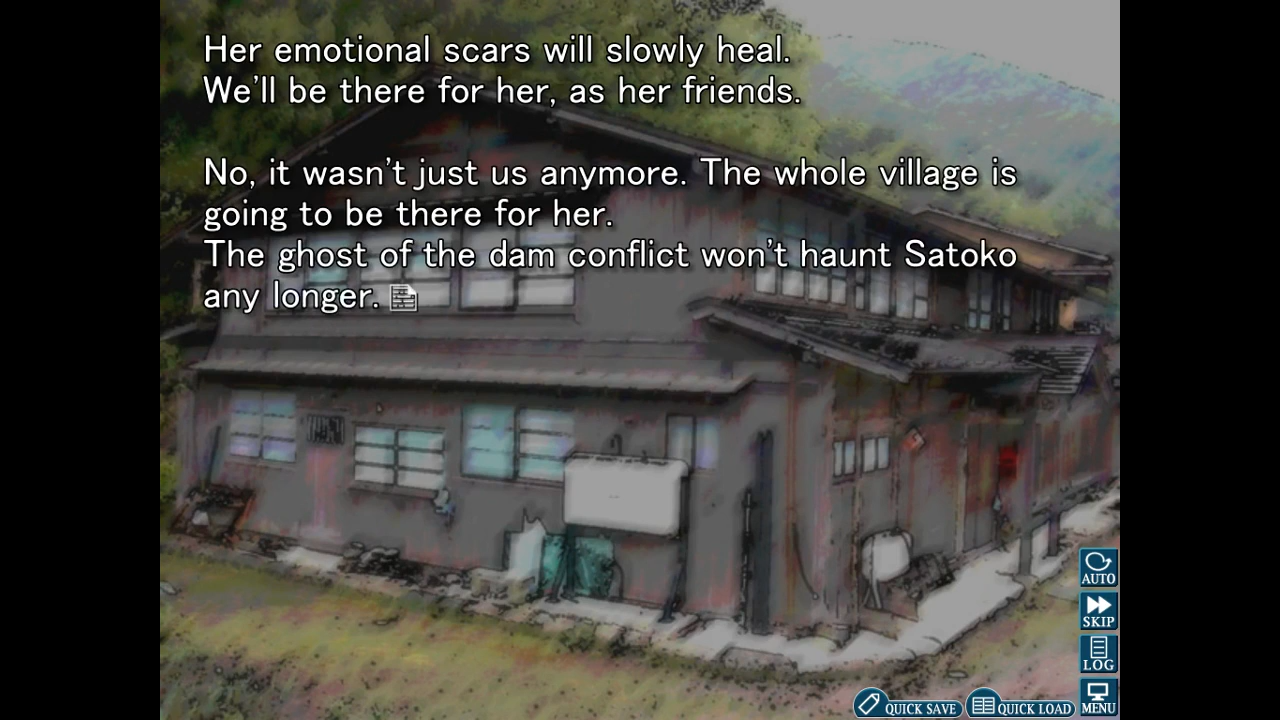 Her emotional scars will slowly heal.
We'll be there for her, as her friends.
No, it wasn't just us anymore. The whole village is
going to be there for her.
The ghost of the dam conflict won't haunt Satoko
any longer.
AUTO
SKIP
LOG
MENU
QUICK SAVE
QUICK LOAD